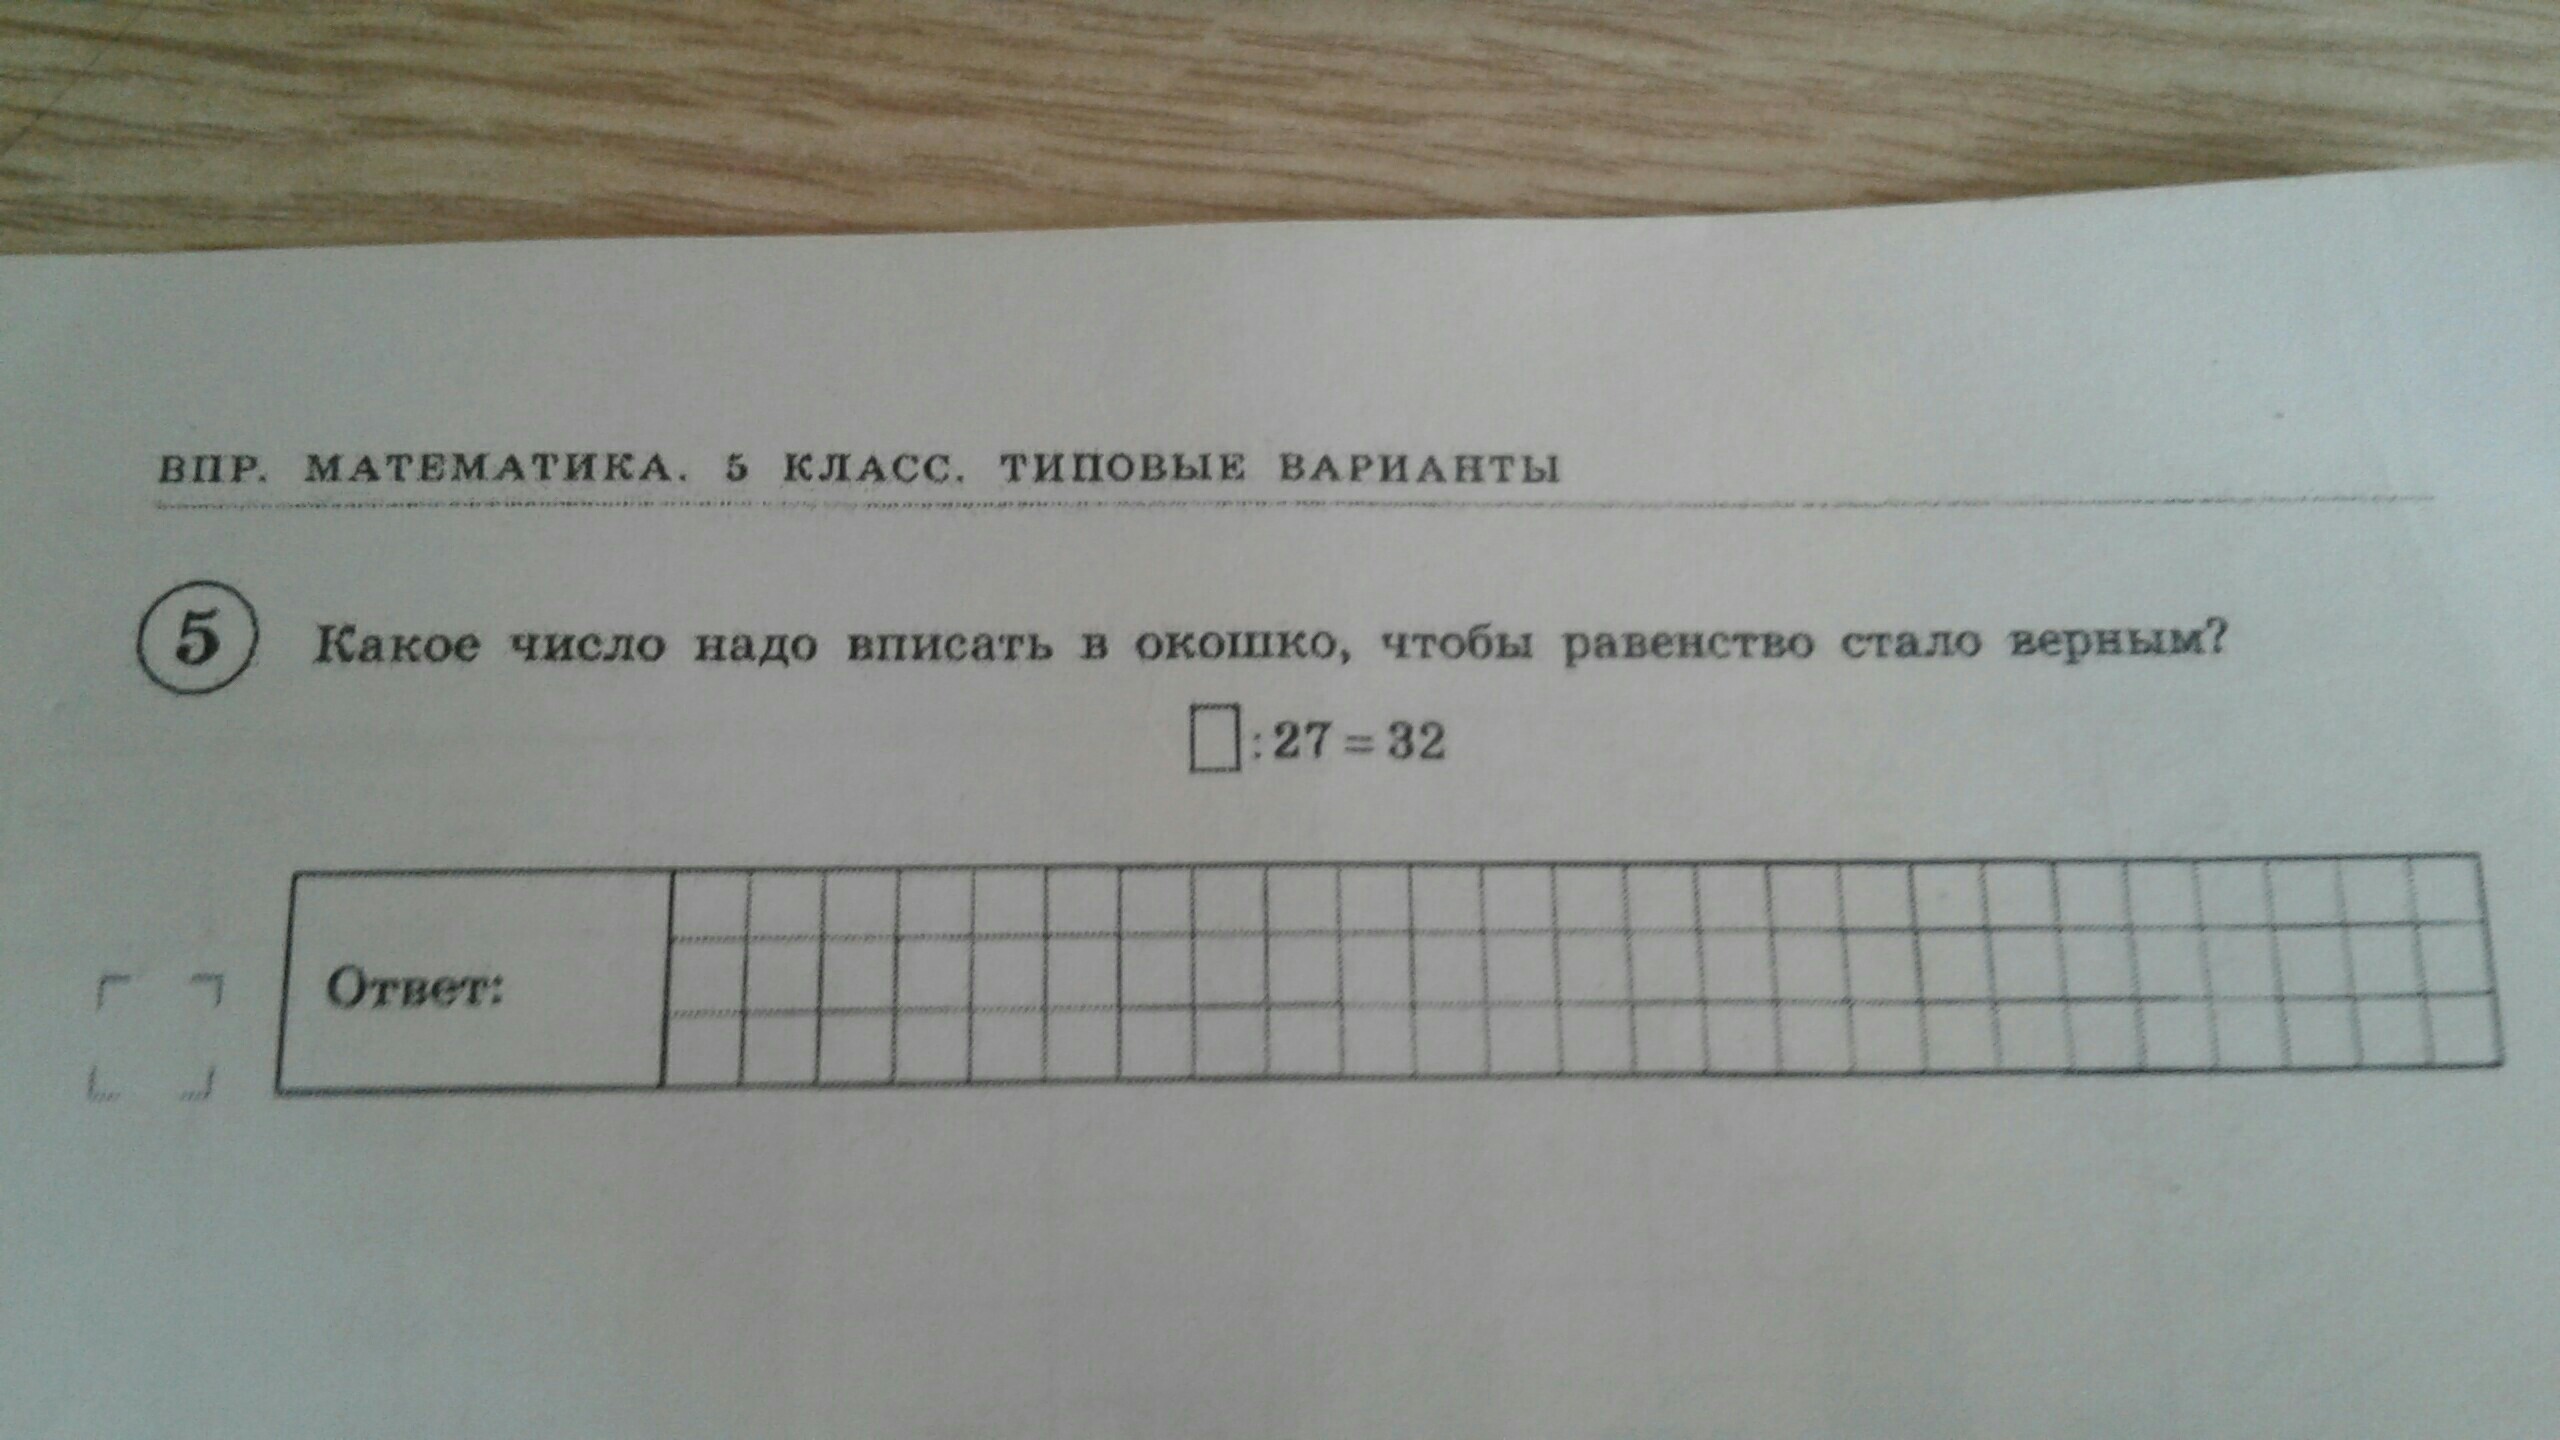 ВПР. МАТЕМАТИКА. 5 КЛАСС. ТИПОВЫЕ ВАРИАНТЫ
5 Какое число надо вписать в окошко, чтобы равенство стало верным?
□:27=32
Ответ: